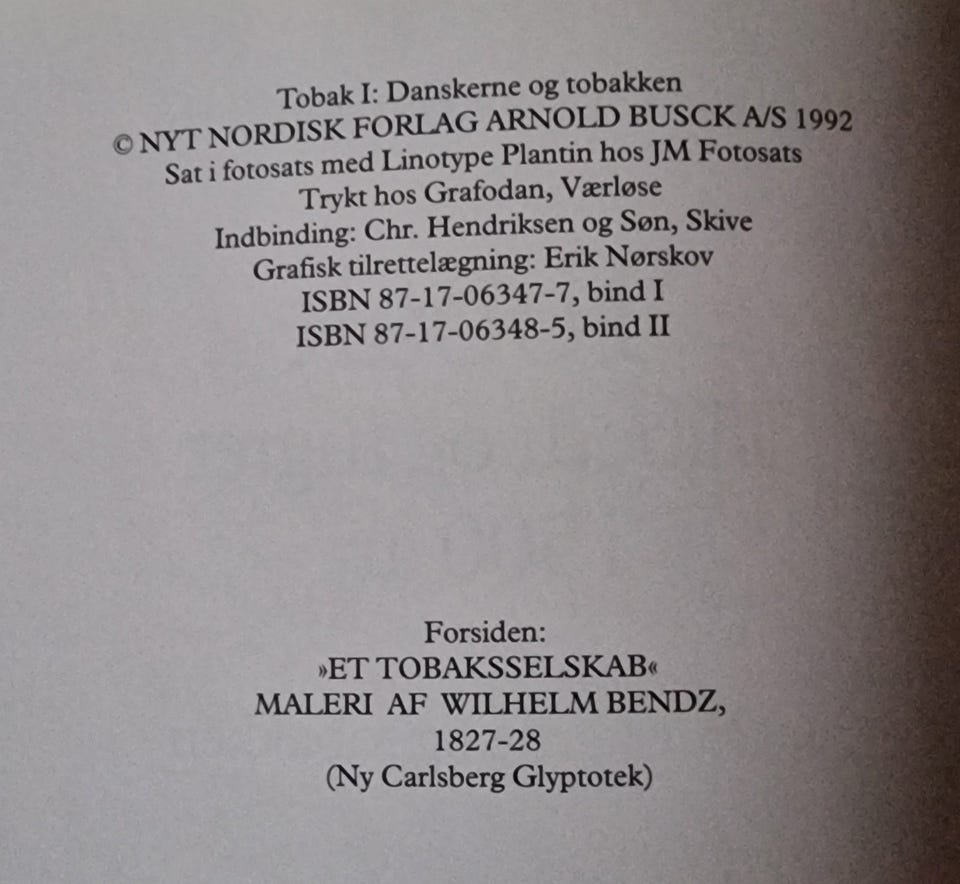 Tobak I: Danskerne og tobakken
© NYT NORDISK FORLAG ARNOLD BUSCK A/S 1992
Sat i fotosats med Linotype Plantin hos JM Fotosats
Trykt hos Grafodan, Værløse
Indbinding: Chr. Hendriksen og Søn, Skive
Grafisk tilrettelægning: Erik Nørskov
ISBN 87-17-06347-7, bind I
ISBN 87-17-06348-5, bind II
Forsiden:
»ET TOBAKSSELSKAB«
MALERI AF WILHELM BENDZ,
1827-28
(Ny Carlsberg Glyptotek)